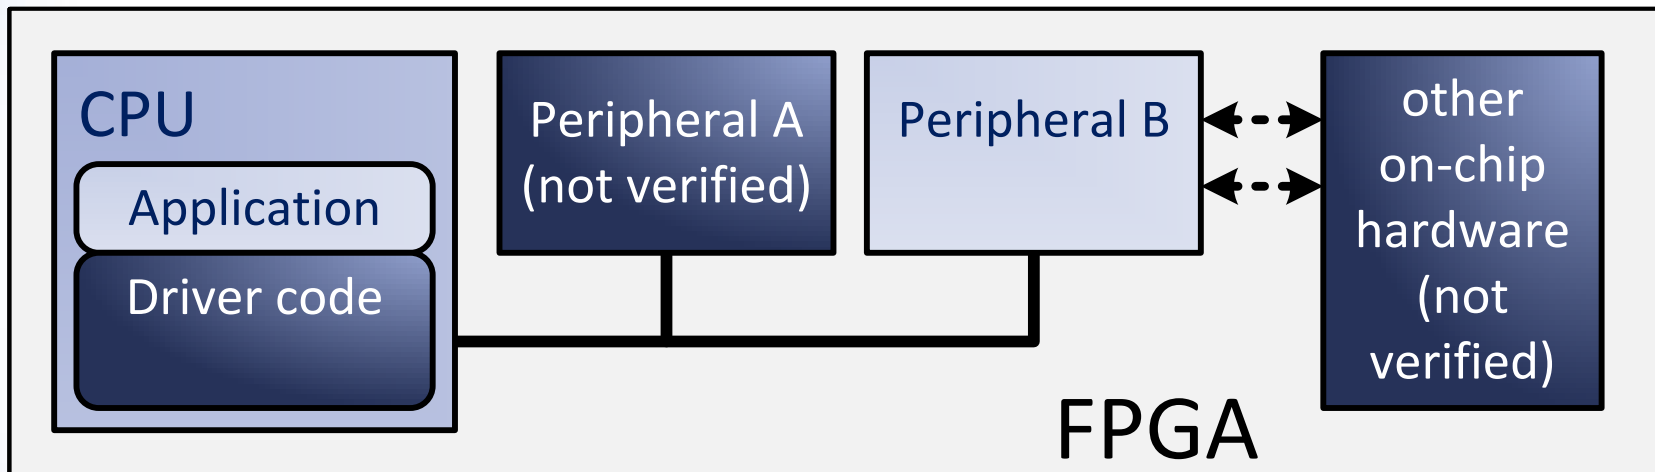 CPU
Application
Driver code
Peripheral A
(not verified)
Peripheral B
other
on-chip
hardware
(not
verified)
FPGA